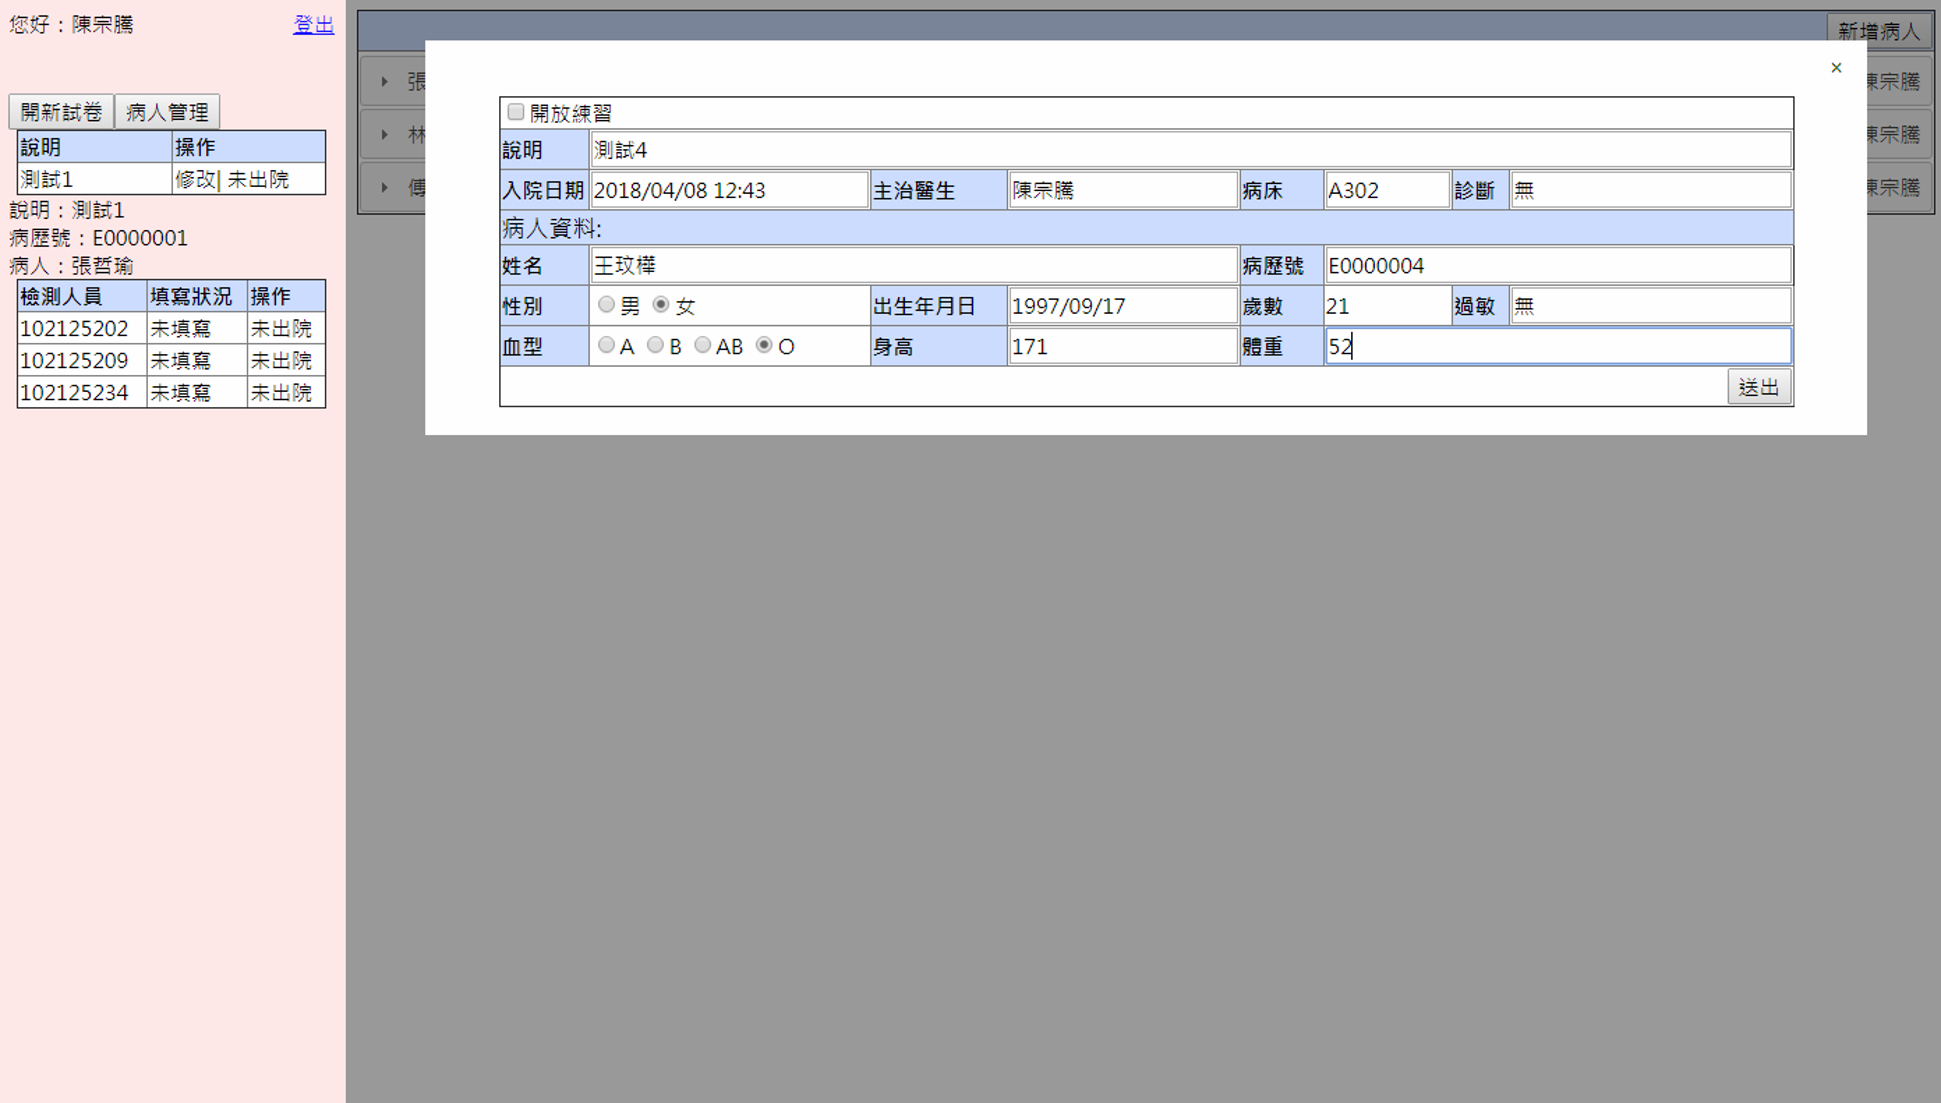 您好：陳宗騰 登出
開新試卷 病人管理
說明 操作
測試1 修改| 未出院
說明：測試1
病歷號：E0000001
病人：張哲瑜
檢測人員 填寫狀況 操作
102125202 未填寫 未出院
102125209 未填寫 未出院
102125234 未填寫 未出院
新增病人
張 陳宗騰
林 陳宗騰
傅 陳宗騰
×
開放練習
說明 測試4
入院日期 2018/04/08 12:43 主治醫生 陳宗騰 病床 A302 診斷 無
病人資料:
姓名 王玟樺 病歷號 E0000004
性別 男 女 出生年月日 1997/09/17 歲數 21 過敏 無
血型 A B AB O 身高 171 體重 52
送出